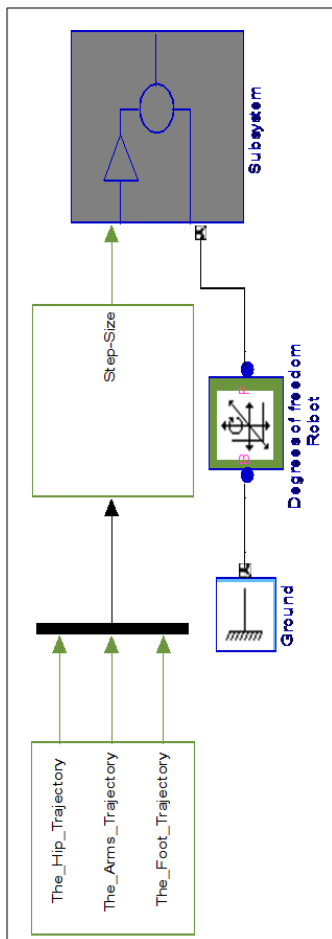 The_Hip_Trajectory
The_Arms_Trajectory
The_Foot_Trajectory
Step-Size
Subsystem
Ground
B
F
Degrees of freedom
Robot